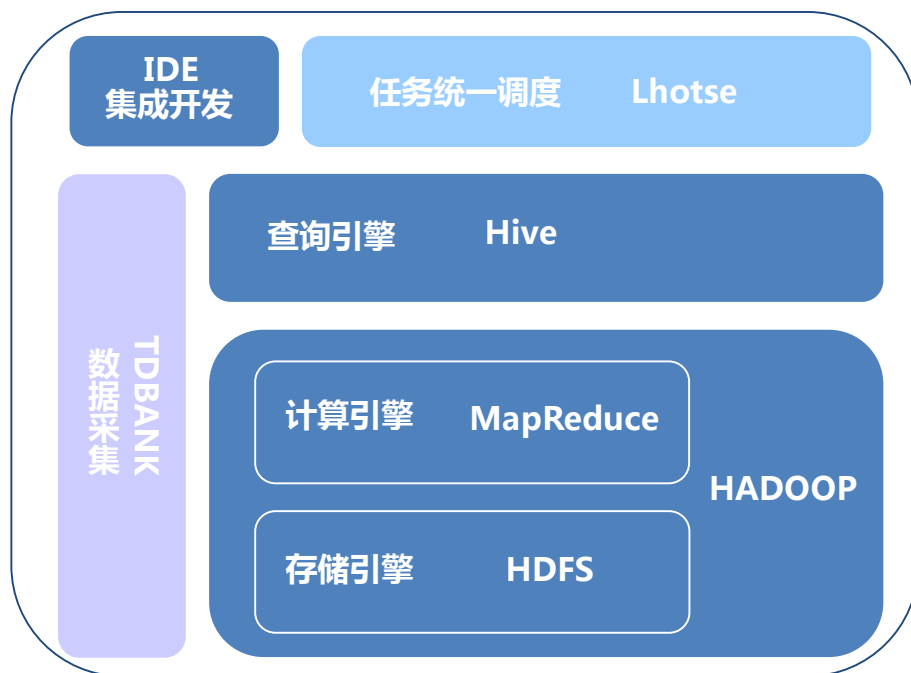 IDE
集成开发
任务统一调度 Lhotse
查询引擎 Hive
TDBANK
数据采集
计算引擎 MapReduce
HADOOP
存储引擎 HDFS